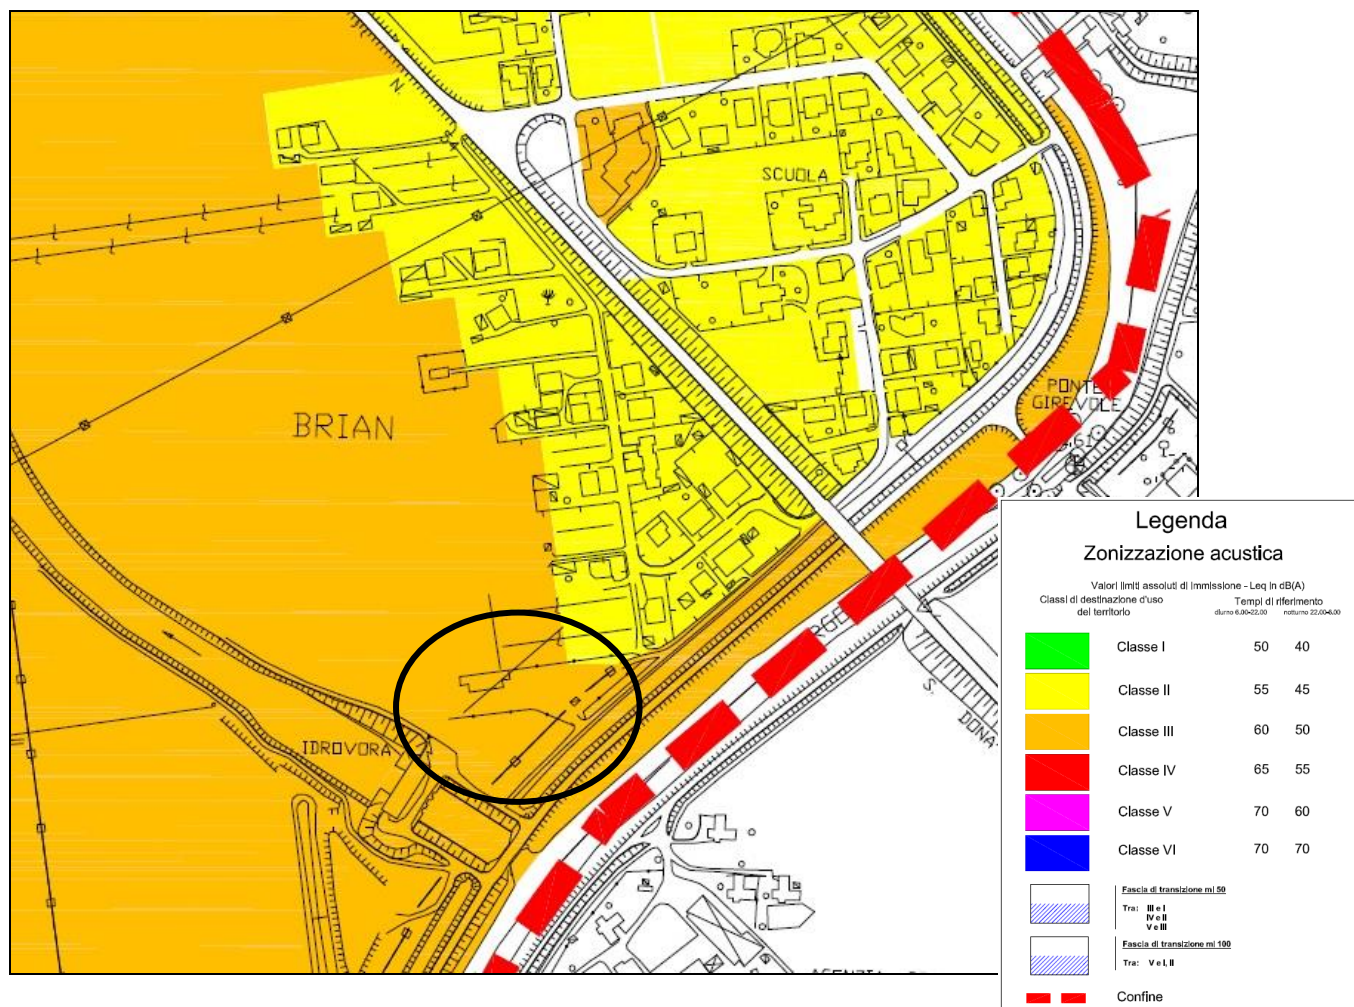 SCUOLA
BRIAN
PONTE
GIREVOLE
IDROVORA
N
S
DONA
Legenda
Zonizzazione acustica
Valori limiti assoluti di immissione - Leq in dB(A)
Classi di destinazione d'uso
del territorio
Tempi di riferimento
diurno 6.00-22.00 notturno 22.00-6.00
Classe I 50 40
Classe II 55 45
Classe III 60 50
Classe IV 65 55
Classe V 70 60
Classe VI 70 70
Fascia di transizione ml 50
Tra: III e I
IV e II
V e III
Fascia di transizione ml 100
Tra: V e I, II
Confine